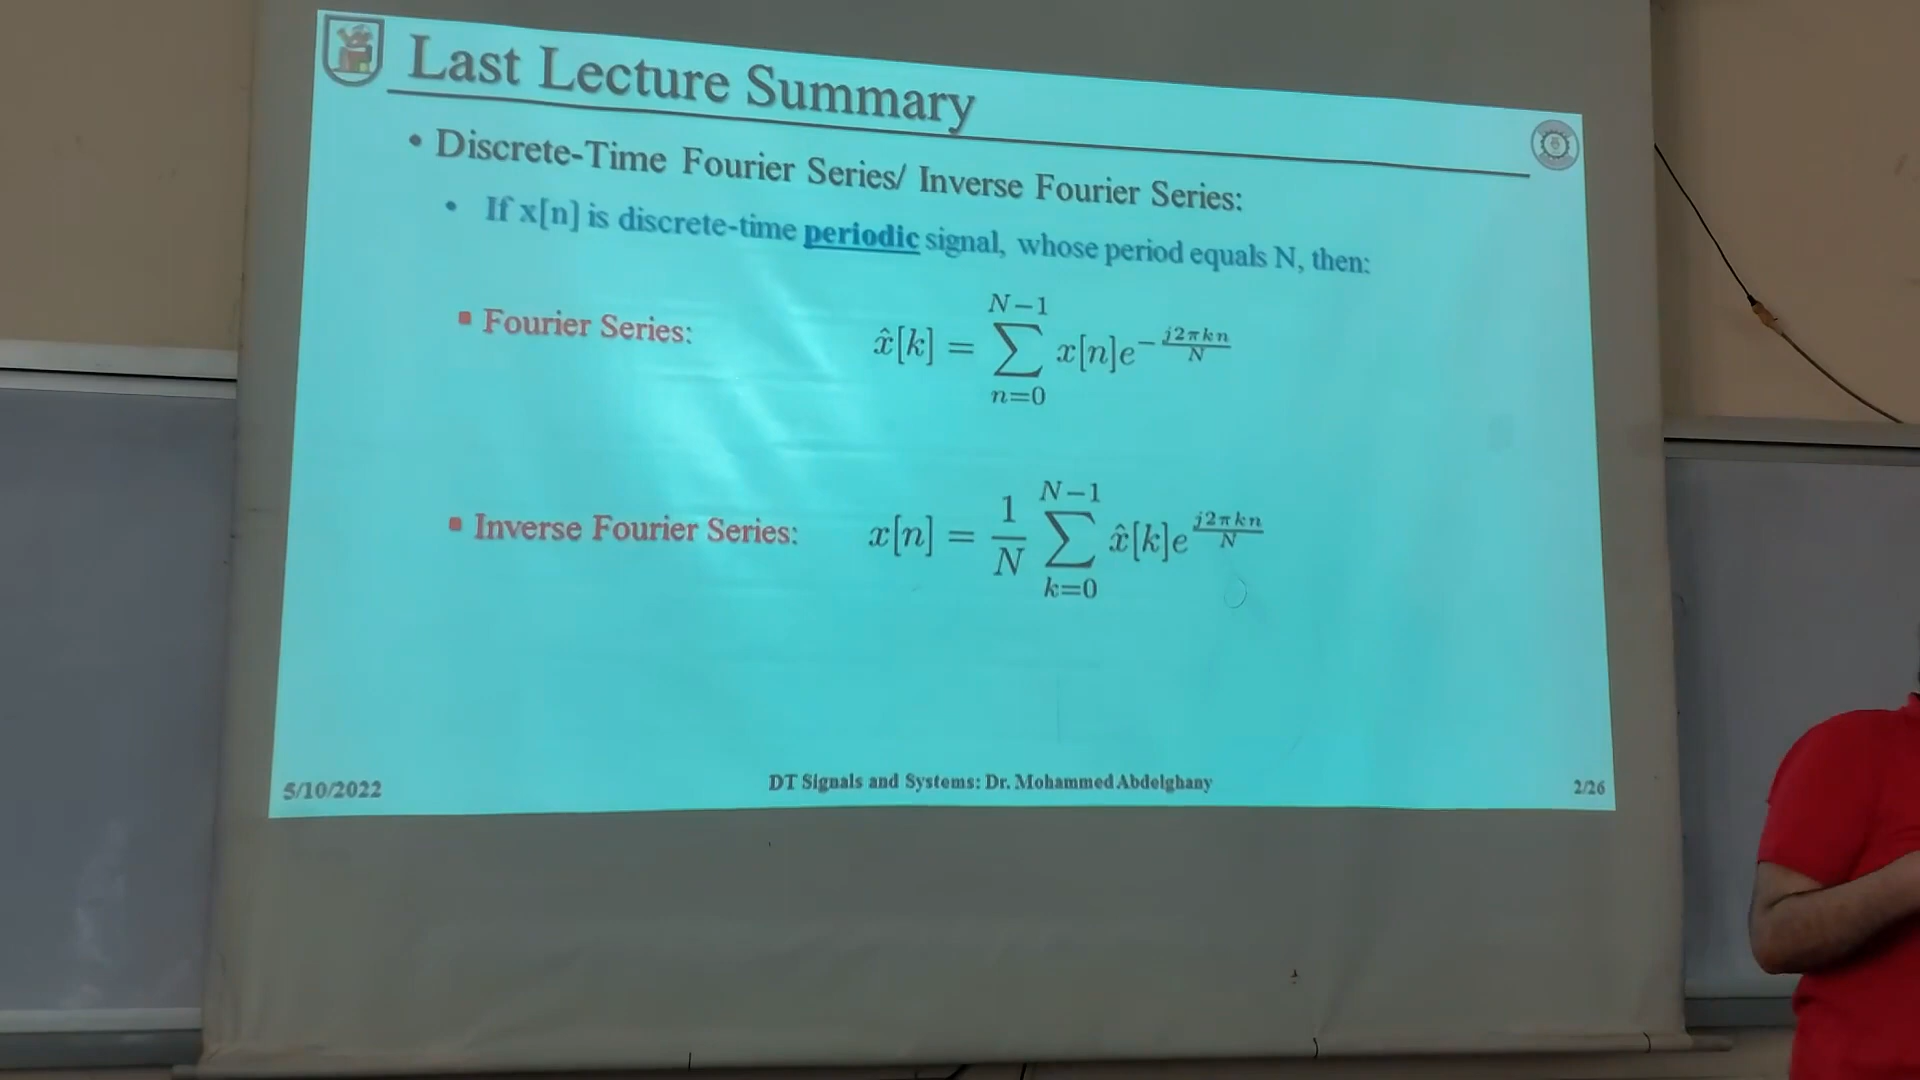 Last Lecture Summary
• Discrete-Time Fourier Series/ Inverse Fourier Series:
• If x[n] is discrete-time periodic signal, whose period equals N, then:
▪ Fourier Series: x̂[k] = ∑_{n=0}^{N−1} x[n]e^{−j2πkn/N}
▪ Inverse Fourier Series: x[n] = 1/N ∑_{k=0}^{N−1} x̂[k]e^{j2πkn/N}
5/10/2022 DT Signals and Systems: Dr. Mohammed Abdelghany 2/26